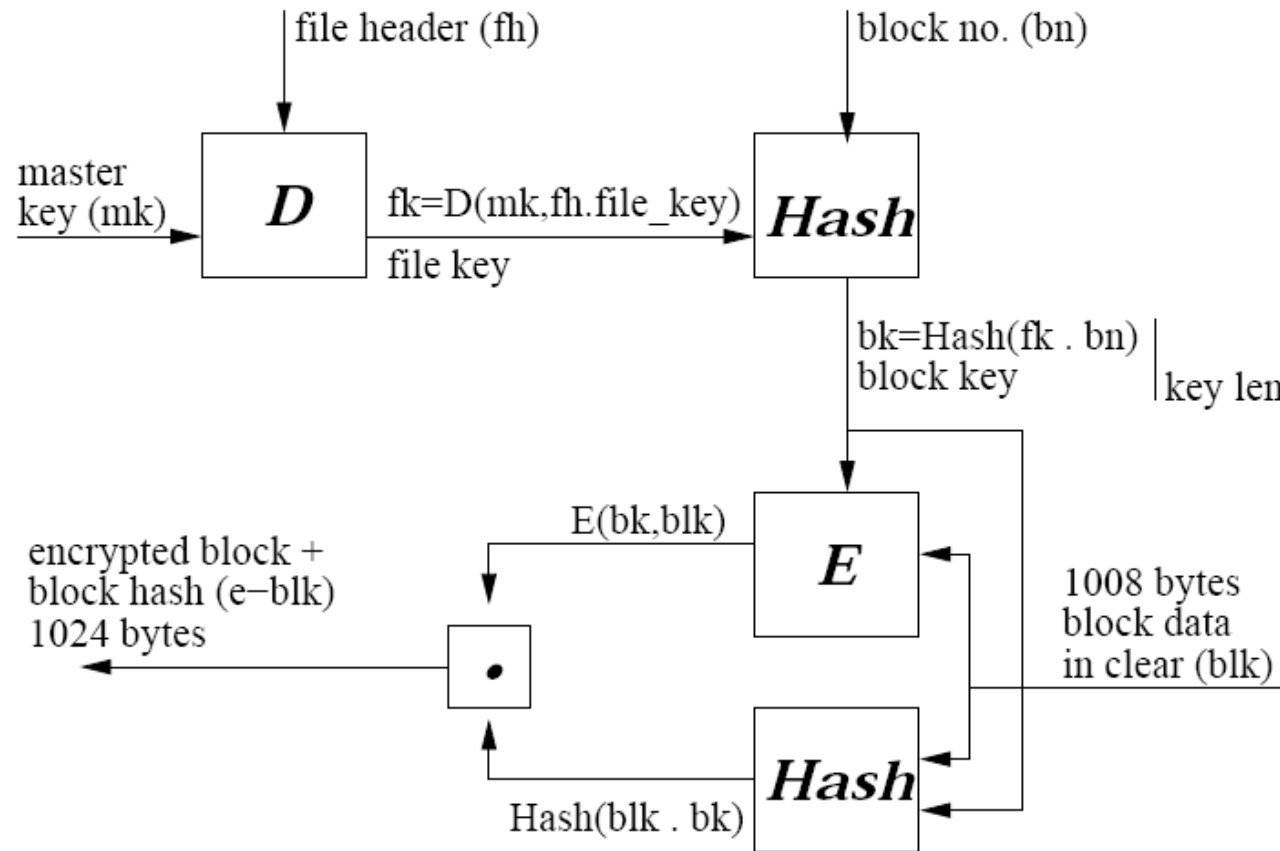 file header (fh)
block no. (bn)
master
key (mk)
D
fk=D(mk,fh.file_key)
file key
Hash
bk=Hash(fk . bn)
block key
key len
E(bk,blk)
E
encrypted block +
block hash (e−blk)
1024 bytes
1008 bytes
block data
in clear (blk)
•
Hash
Hash(blk . bk)